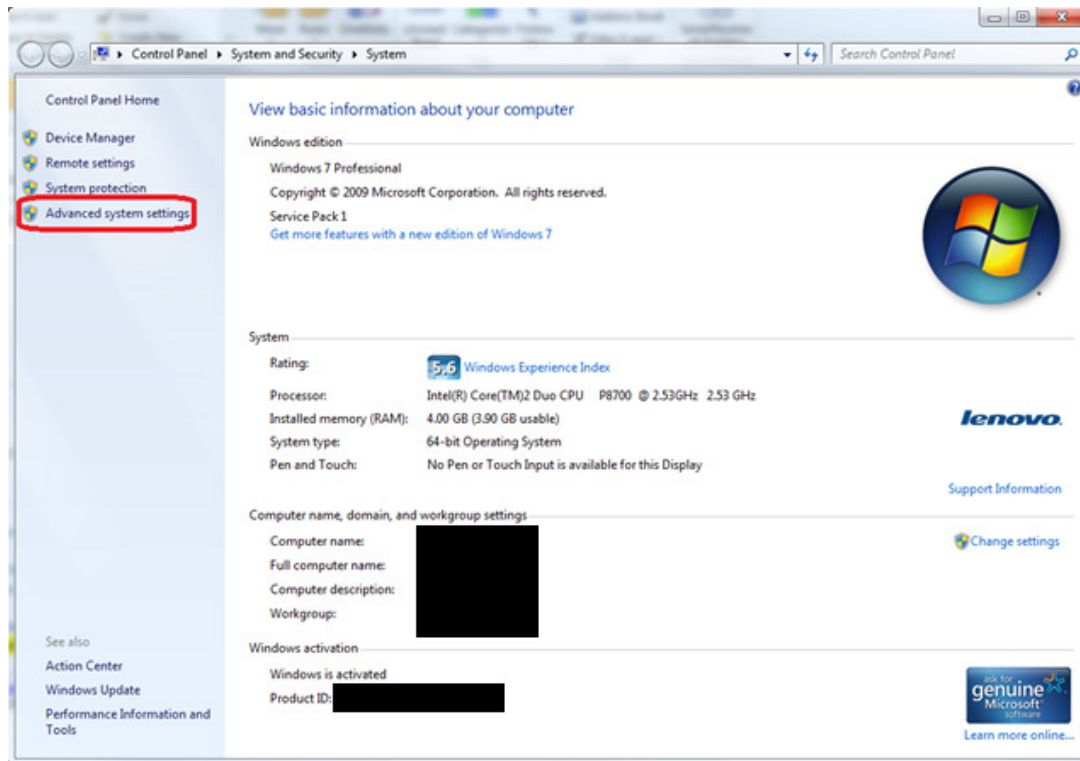 Control Panel ▸ System and Security ▸ System
Search Control Panel
Control Panel Home
Device Manager
Remote settings
System protection
Advanced system settings
View basic information about your computer
Windows edition
Windows 7 Professional
Copyright © 2009 Microsoft Corporation. All rights reserved.
Service Pack 1
Get more features with a new edition of Windows 7
System
Rating:
5,6 Windows Experience Index
Processor:
Intel(R) Core(TM)2 Duo CPU P8700 @ 2.53GHz 2.53 GHz
Installed memory (RAM):
4.00 GB (3.90 GB usable)
System type:
64-bit Operating System
Pen and Touch:
No Pen or Touch Input is available for this Display
lenovo.
Support Information
Computer name, domain, and workgroup settings
Computer name:
Change settings
Full computer name:
Computer description:
Workgroup:
Windows activation
Windows is activated
Product ID:
ask for
genuine
Microsoft
software
Learn more online...
See also
Action Center
Windows Update
Performance Information and
Tools